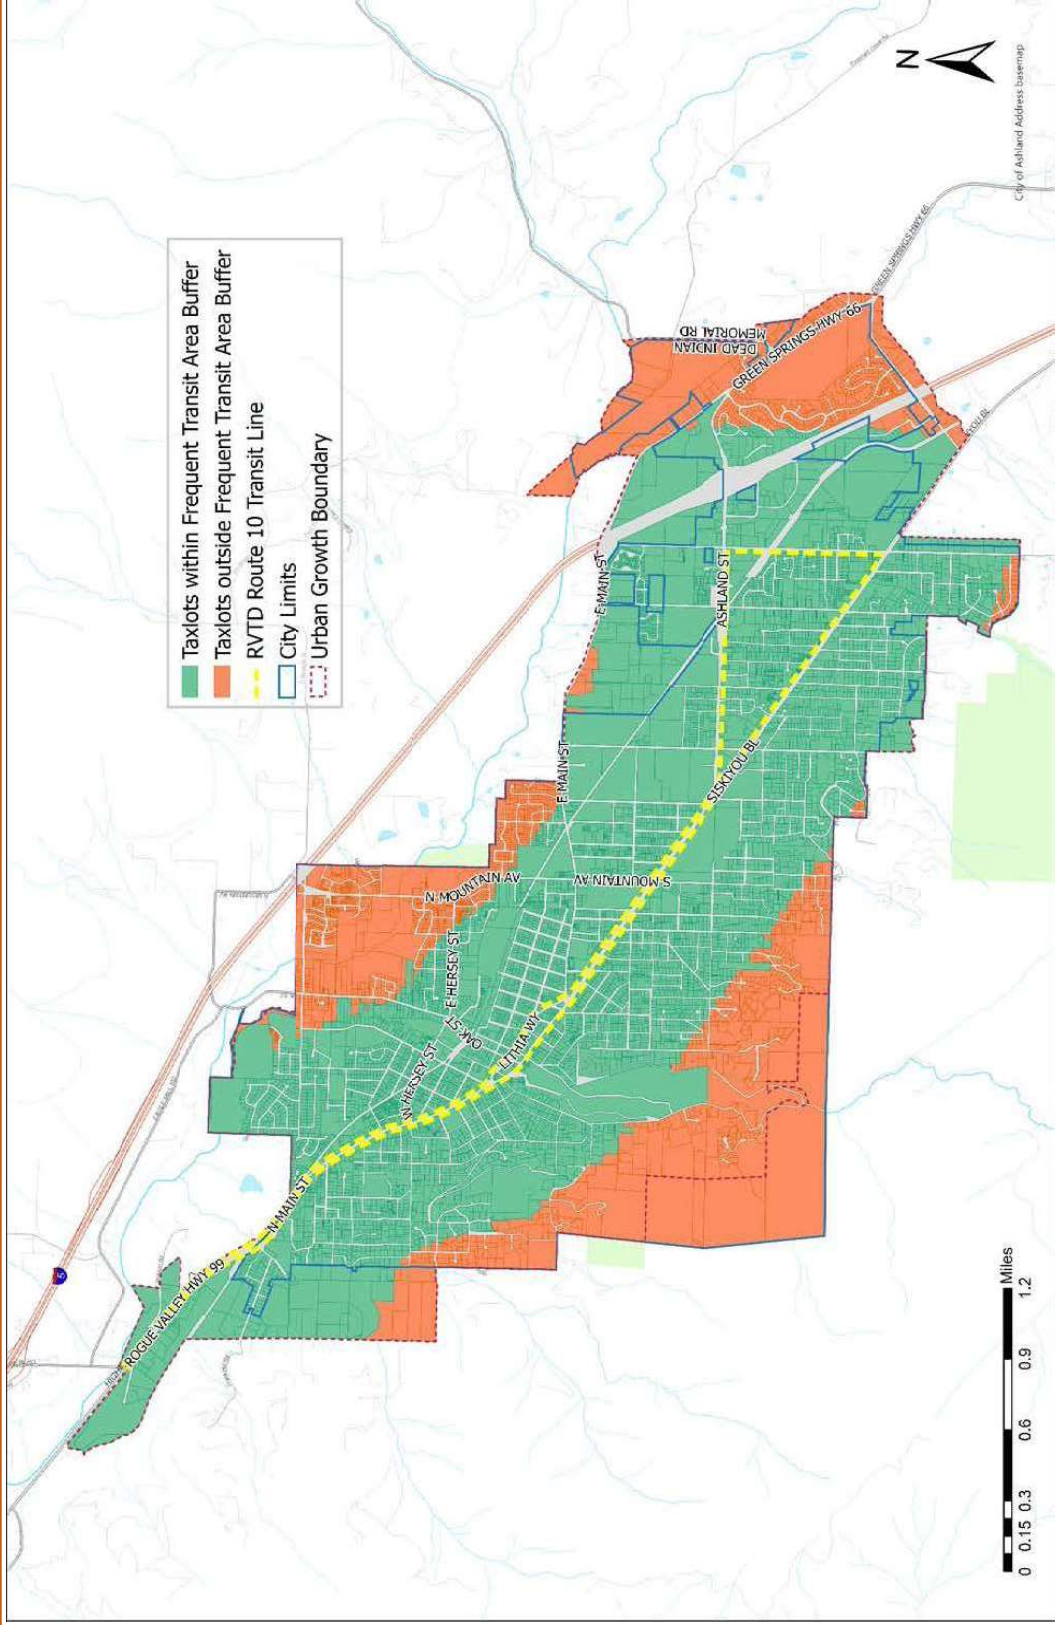 Taxlots within Frequent Transit Area Buffer
Taxlots outside Frequent Transit Area Buffer
RVTD Route 10 Transit Line
City Limits
Urban Growth Boundary
N
5
ROGUE VALLEY HWY 99
N MAIN ST
W HERSEY ST
OAK ST
E HERSEY ST
LITHIA WY
N MOUNTAIN AV
S MOUNTAIN AV
E MAIN ST
E MAIN ST
SISKIYOU BL
ASHLAND ST
DEAD INDIAN
MEMORIAL RD
GREEN SPRINGS HWY 66
GREEN SPRINGS HWY 66
YOU BL
0 0.15 0.3 0.6 0.9 1.2
Miles
City of Ashland Address basemap